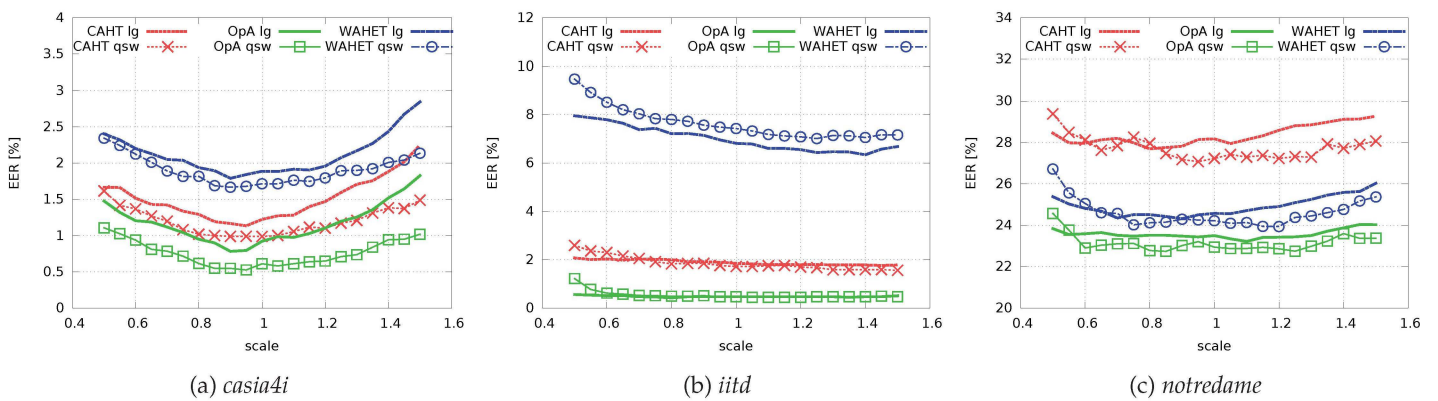 4
3.5
3
2.5
2
1.5
1
0.5
0
EER [%]
CAHT lg
CAHT qsw
OpA lg
OpA qsw
WAHET lg
WAHET qsw
0.4 0.6 0.8 1 1.2 1.4 1.6
scale
(a) casia4i
12
10
8
6
4
2
0
EER [%]
CAHT lg
CAHT qsw
OpA lg
OpA qsw
WAHET lg
WAHET qsw
0.4 0.6 0.8 1 1.2 1.4 1.6
scale
(b) iitd
34
32
30
28
26
24
22
20
EER [%]
CAHT lg
CAHT qsw
OpA lg
OpA qsw
WAHET lg
WAHET qsw
0.4 0.6 0.8 1 1.2 1.4 1.6
scale
(c) notredame